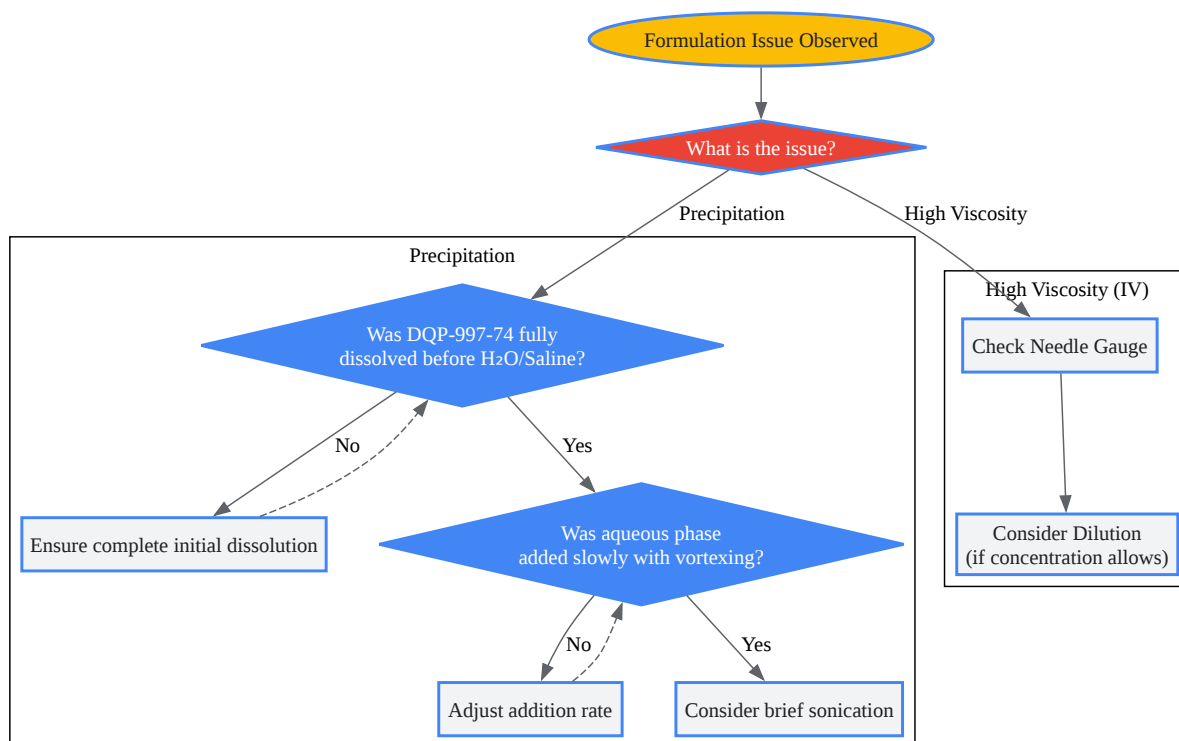 Formulation Issue Observed
What is the issue?
Precipitation
High Viscosity
Precipitation
High Viscosity (IV)
Was DQP-997-74 fully
dissolved before H₂O/Saline?
Check Needle Gauge
No
Yes
Ensure complete initial dissolution
Was aqueous phase
added slowly with vortexing?
Consider Dilution
(if concentration allows)
No
Yes
Adjust addition rate
Consider brief sonication